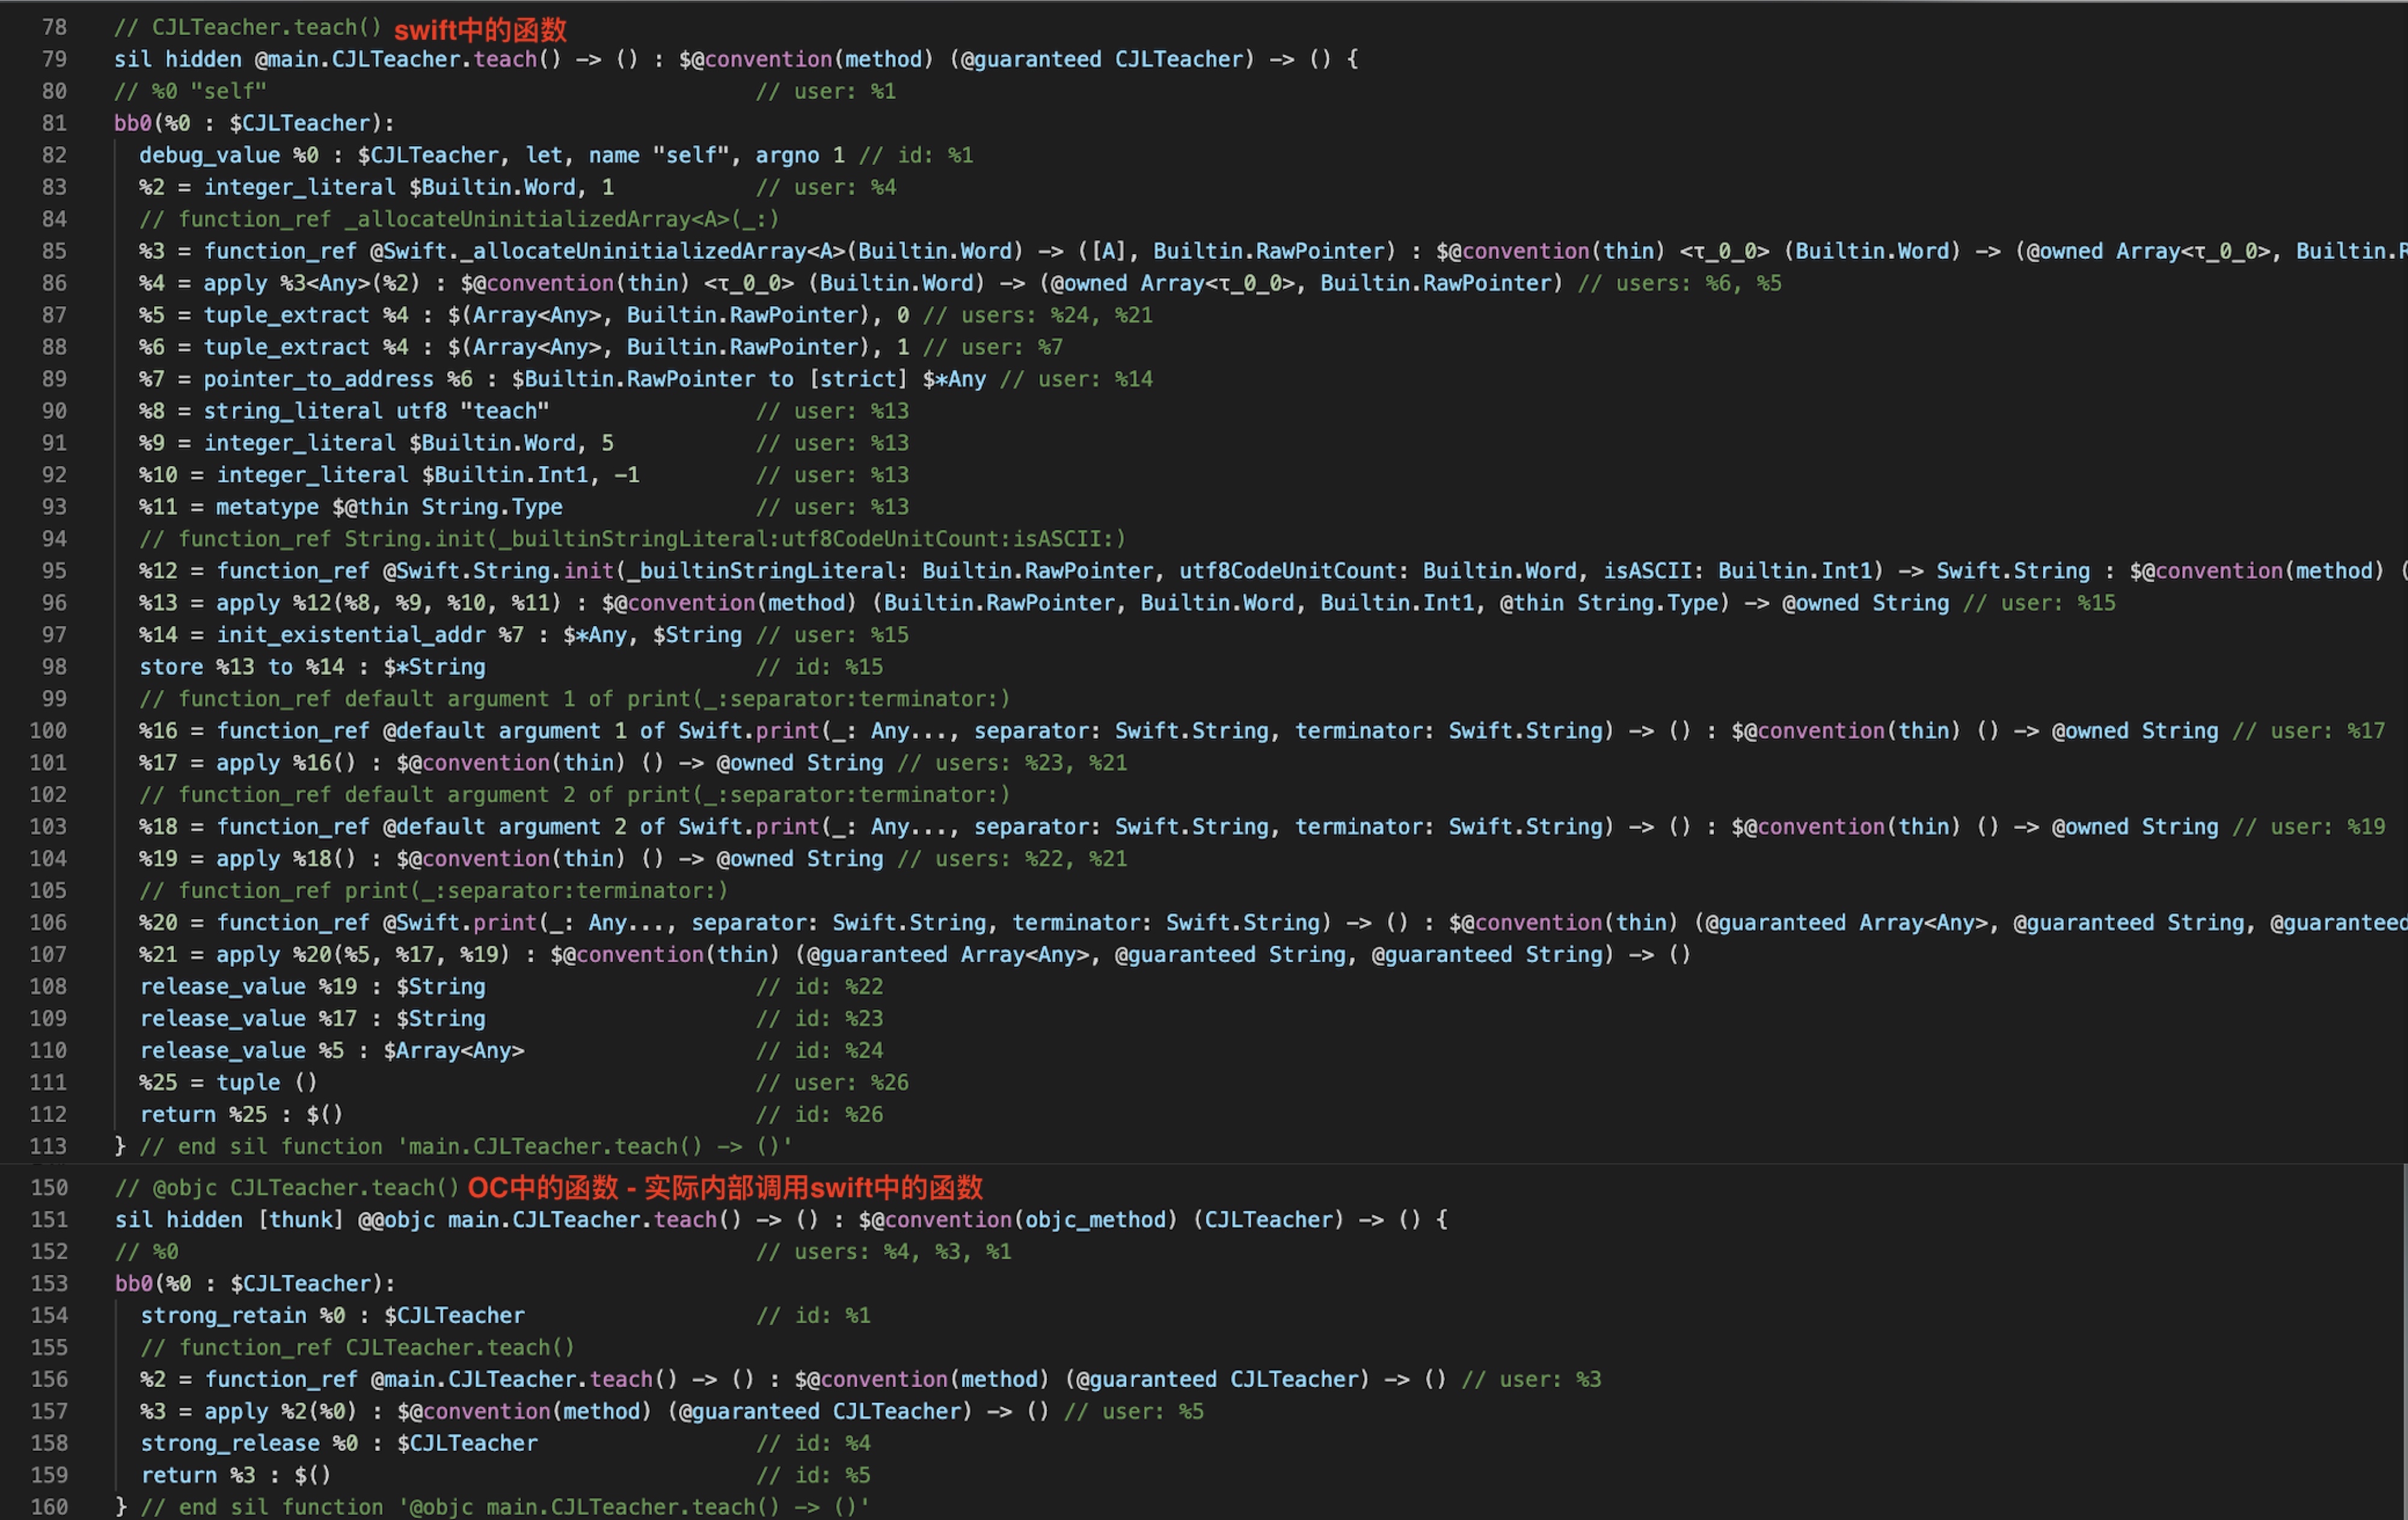 78 // CJLTeacher.teach() swift中的函数
79 sil hidden @main.CJLTeacher.teach() -> () : $@convention(method) (@guaranteed CJLTeacher) -> () {
80 // %0 "self" // user: %1
81 bb0(%0 : $CJLTeacher):
82 debug_value %0 : $CJLTeacher, let, name "self", argno 1 // id: %1
83 %2 = integer_literal $Builtin.Word, 1 // user: %4
84 // function_ref _allocateUninitializedArray<A>(_:)
85 %3 = function_ref @Swift._allocateUninitializedArray<A>(Builtin.Word) -> ([A], Builtin.RawPointer) : $@convention(thin) <τ_0_0> (Builtin.Word) -> (@owned Array<τ_0_0>, Builtin.R
86 %4 = apply %3<Any>(%2) : $@convention(thin) <τ_0_0> (Builtin.Word) -> (@owned Array<τ_0_0>, Builtin.RawPointer) // users: %6, %5
87 %5 = tuple_extract %4 : $(Array<Any>, Builtin.RawPointer), 0 // users: %24, %21
88 %6 = tuple_extract %4 : $(Array<Any>, Builtin.RawPointer), 1 // user: %7
89 %7 = pointer_to_address %6 : $Builtin.RawPointer to [strict] $*Any // user: %14
90 %8 = string_literal utf8 "teach" // user: %13
91 %9 = integer_literal $Builtin.Word, 5 // user: %13
92 %10 = integer_literal $Builtin.Int1, -1 // user: %13
93 %11 = metatype $@thin String.Type // user: %13
94 // function_ref String.init(_builtinStringLiteral:utf8CodeUnitCount:isASCII:)
95 %12 = function_ref @Swift.String.init(_builtinStringLiteral: Builtin.RawPointer, utf8CodeUnitCount: Builtin.Word, isASCII: Builtin.Int1) -> Swift.String : $@convention(method) (
96 %13 = apply %12(%8, %9, %10, %11) : $@convention(method) (Builtin.RawPointer, Builtin.Word, Builtin.Int1, @thin String.Type) -> @owned String // user: %15
97 %14 = init_existential_addr %7 : $*Any, $String // user: %15
98 store %13 to %14 : $*String // id: %15
99 // function_ref default argument 1 of print(_:separator:terminator:)
100 %16 = function_ref @default argument 1 of Swift.print(_: Any..., separator: Swift.String, terminator: Swift.String) -> () : $@convention(thin) () -> @owned String // user: %17
101 %17 = apply %16() : $@convention(thin) () -> @owned String // users: %23, %21
102 // function_ref default argument 2 of print(_:separator:terminator:)
103 %18 = function_ref @default argument 2 of Swift.print(_: Any..., separator: Swift.String, terminator: Swift.String) -> () : $@convention(thin) () -> @owned String // user: %19
104 %19 = apply %18() : $@convention(thin) () -> @owned String // users: %22, %21
105 // function_ref print(_:separator:terminator:)
106 %20 = function_ref @Swift.print(_: Any..., separator: Swift.String, terminator: Swift.String) -> () : $@convention(thin) (@guaranteed Array<Any>, @guaranteed String, @guaranteed
107 %21 = apply %20(%5, %17, %19) : $@convention(thin) (@guaranteed Array<Any>, @guaranteed String, @guaranteed String) -> ()
108 release_value %19 : $String // id: %22
109 release_value %17 : $String // id: %23
110 release_value %5 : $Array<Any> // id: %24
111 %25 = tuple () // user: %26
112 return %25 : $() // id: %26
113 } // end sil function 'main.CJLTeacher.teach() -> ()'
150 // @objc CJLTeacher.teach() OC中的函数 - 实际内部调用swift中的函数
151 sil hidden [thunk] @@objc main.CJLTeacher.teach() -> () : $@convention(objc_method) (CJLTeacher) -> () {
152 // %0 // users: %4, %3, %1
153 bb0(%0 : $CJLTeacher):
154 strong_retain %0 : $CJLTeacher // id: %1
155 // function_ref CJLTeacher.teach()
156 %2 = function_ref @main.CJLTeacher.teach() -> () : $@convention(method) (@guaranteed CJLTeacher) -> () // user: %3
157 %3 = apply %2(%0) : $@convention(method) (@guaranteed CJLTeacher) -> () // user: %5
158 strong_release %0 : $CJLTeacher // id: %4
159 return %3 : $() // id: %5
160 } // end sil function '@objc main.CJLTeacher.teach() -> ()'